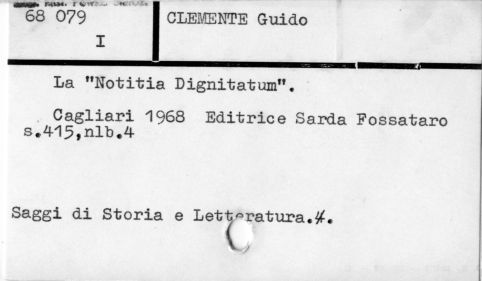 68 079
I
CLEMENTE Guido
La "Notitia Dignitatum".
Cagliari 1968 Editrice Sarda Fossataro
s.415,nlb.4
Saggi di Storia e Letteratura.4.